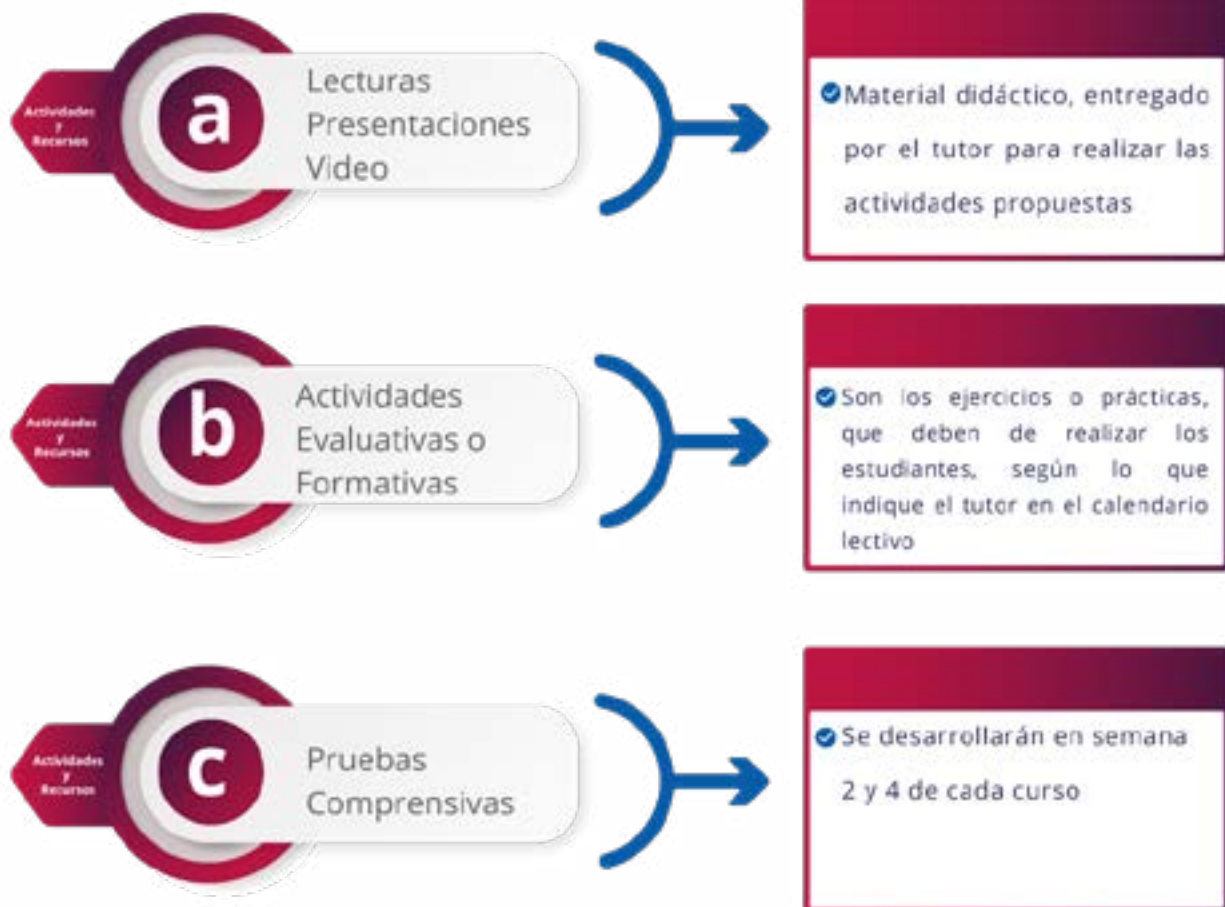 Actividades
y
Recursos
a
Lecturas
Presentaciones
Video
Material didáctico, entregado
por el tutor para realizar las
actividades propuestas
Actividades
y
Recursos
b
Actividades
Evaluativas o
Formativas
Son los ejercicios o prácticas,
que deben de realizar los
estudiantes, según lo que
indique el tutor en el calendario
lectivo
Actividades
y
Recursos
c
Pruebas
Comprensivas
Se desarrollarán en semana
2 y 4 de cada curso